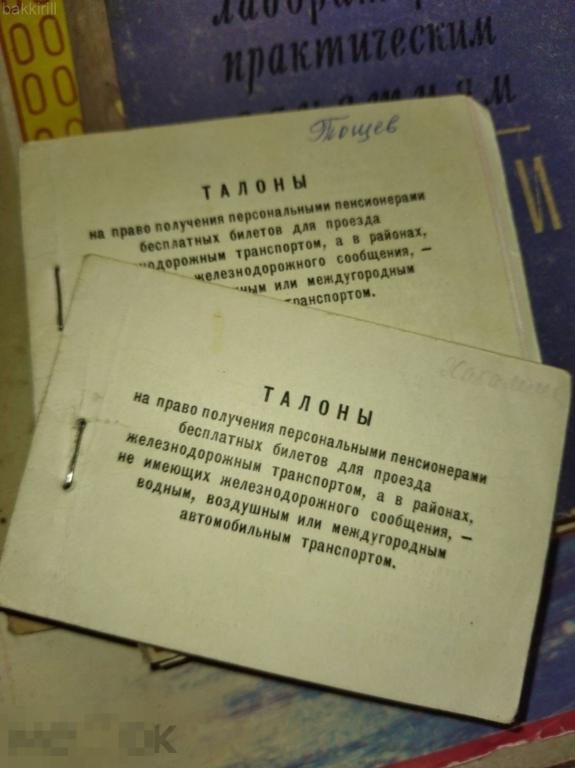 bakkirill
практическим
И
Тощев
ТАЛОНЫ
на право получения персональными пенсионерами
бесплатных билетов для проезда
транспортом, а в районах,
железнодорожного сообщения, —
или междугородным
транспортом.
ТАЛОНЫ
на право получения персональными пенсионерами
бесплатных билетов для проезда
железнодорожным транспортом, а в районах,
не имеющих железнодорожного сообщения, —
водным, воздушным или междугородным
автомобильным транспортом.